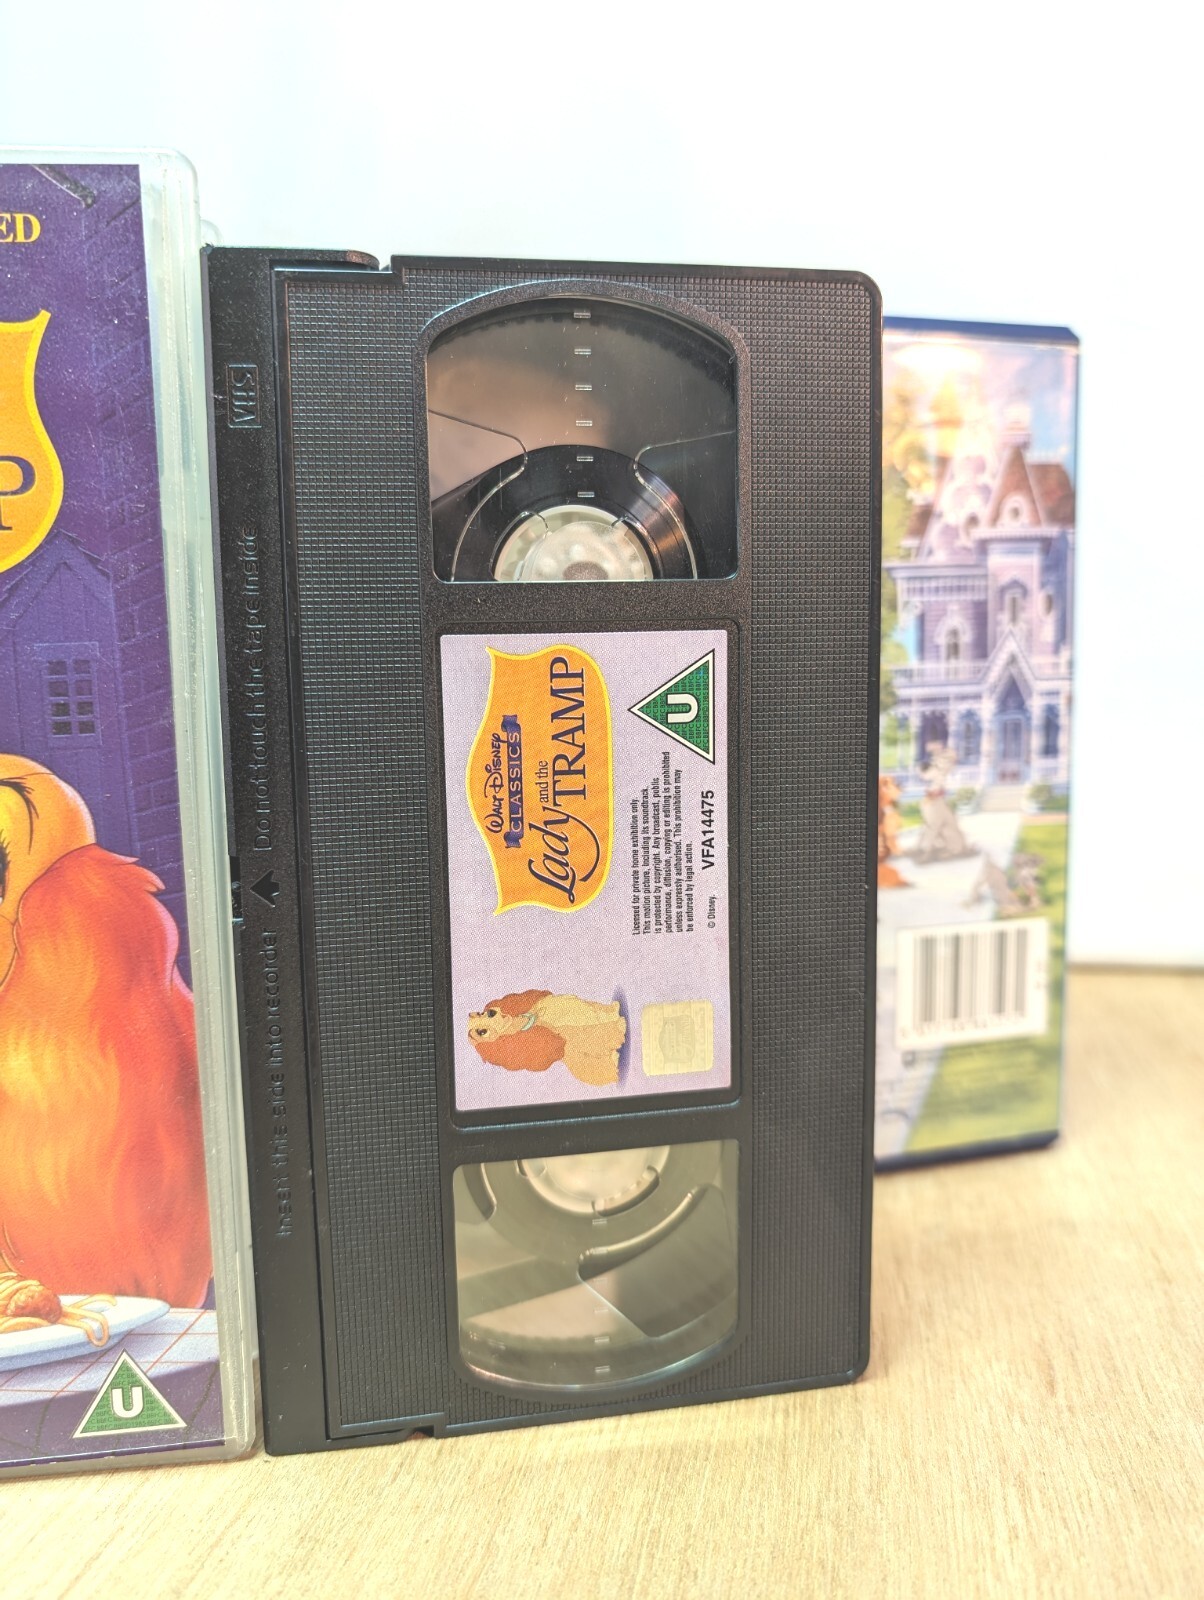 ED
P
U
VHS
Do not touch the tape inside
Insert this side into recorder
WALT DISNEY
CLASSICS
Lady and the
TRAMP
U
Licensed for private home exhibition only.
This motion picture, including its soundtrack,
is protected by copyright. Any broadcast, public
performance, diffusion, copying or editing is prohibited
unless expressly authorised. This prohibition may
be enforced by legal action.
© Disney.
VFA14475